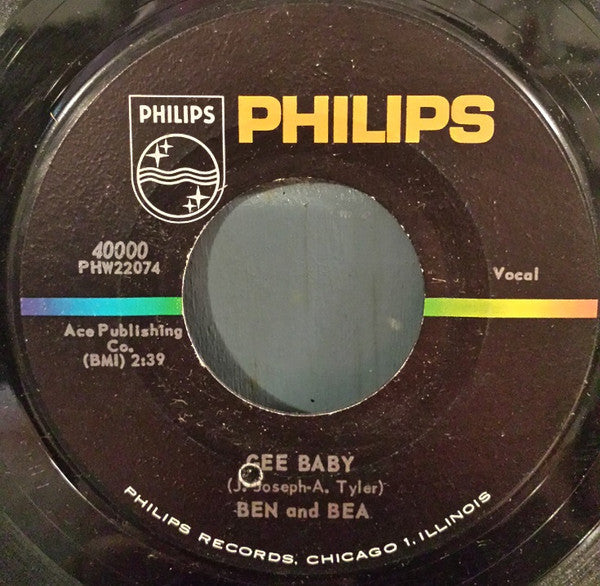 PHILIPS
PHILIPS
40000
PHW22074
Vocal
Ace Publishing
Co.
(BMI) 2:39
GEE BABY
(J. Joseph-A. Tyler)
BEN and BEA
PHILIPS RECORDS, CHICAGO 1, ILLINOIS